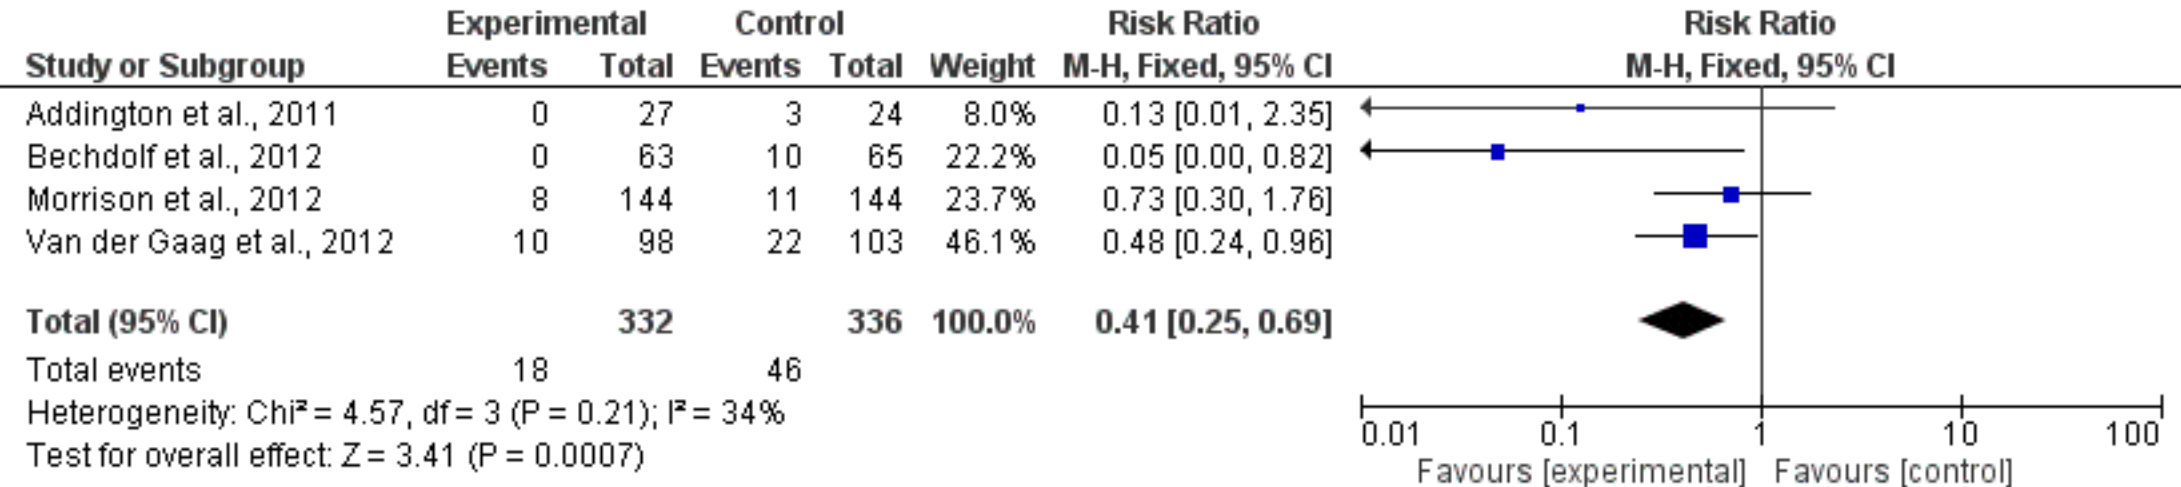 Experimental Control Risk Ratio Risk Ratio
Study or Subgroup Events Total Events Total Weight M-H, Fixed, 95% CI M-H, Fixed, 95% CI
Addington et al., 2011 0 27 3 24 8.0% 0.13 [0.01, 2.35]
Bechdolf et al., 2012 0 63 10 65 22.2% 0.05 [0.00, 0.82]
Morrison et al., 2012 8 144 11 144 23.7% 0.73 [0.30, 1.76]
Van der Gaag et al., 2012 10 98 22 103 46.1% 0.48 [0.24, 0.96]
Total (95% CI) 332 336 100.0% 0.41 [0.25, 0.69]
Total events 18 46
Heterogeneity: Chi² = 4.57, df = 3 (P = 0.21); I² = 34%
Test for overall effect: Z = 3.41 (P = 0.0007)
0.01 0.1 1 10 100
Favours [experimental] Favours [control]